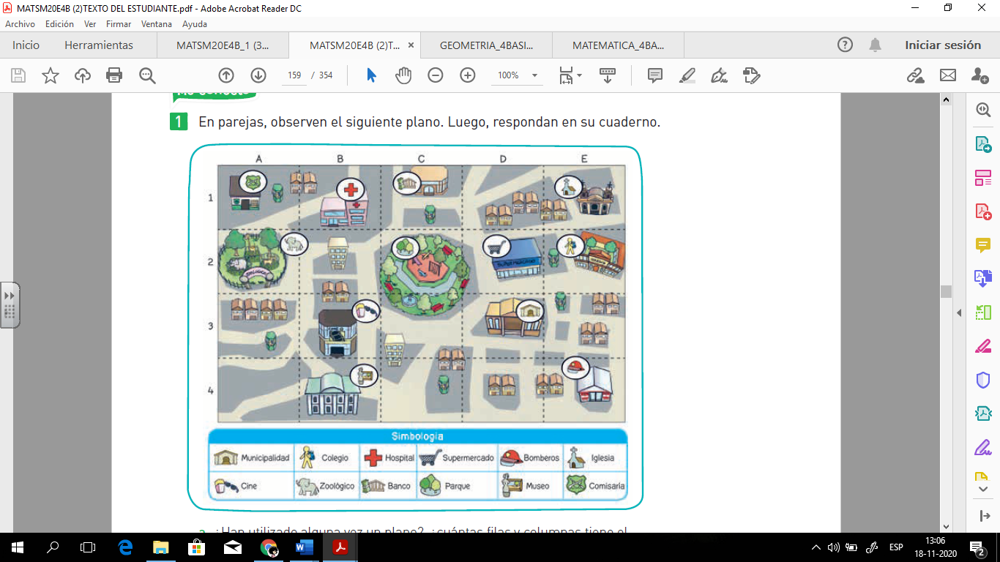 MATSM20E4B (2)TEXTO DEL ESTUDIANTE.pdf - Adobe Acrobat Reader DC
Archivo Edición Ver Firmar Ventana Ayuda
Inicio Herramientas MATSM20E4B_1 (3... MATSM20E4B (2)T... × GEOMETRIA_4BASI... MATEMATICA_4BA... Iniciar sesión
159 / 354 100%
1 En parejas, observen el siguiente plano. Luego, respondan en su cuaderno.
A B C D E
1
2
3
4
ZOOLÓGICO
SUPERMERCADO
Simbología
Municipalidad Colegio Hospital Supermercado Bomberos Iglesia
Cine Zoológico Banco Parque Museo Comisaría
a ¿Han utilizado alguna vez un plano? ¿cuántas filas y columnas tiene el
ESP 13:06
18-11-2020 2